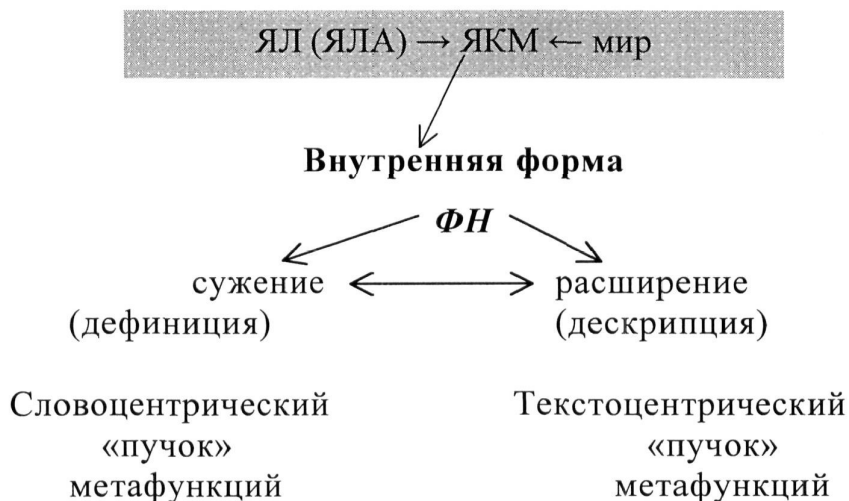 ЯЛ (ЯЛА) → ЯКМ ← мир
Внутренняя форма
ФН
сужение ⟷ расширение
(дефиниция) (дескрипция)
Словоцентрический Текстоцентрический
«пучок» «пучок»
метафункций метафункций